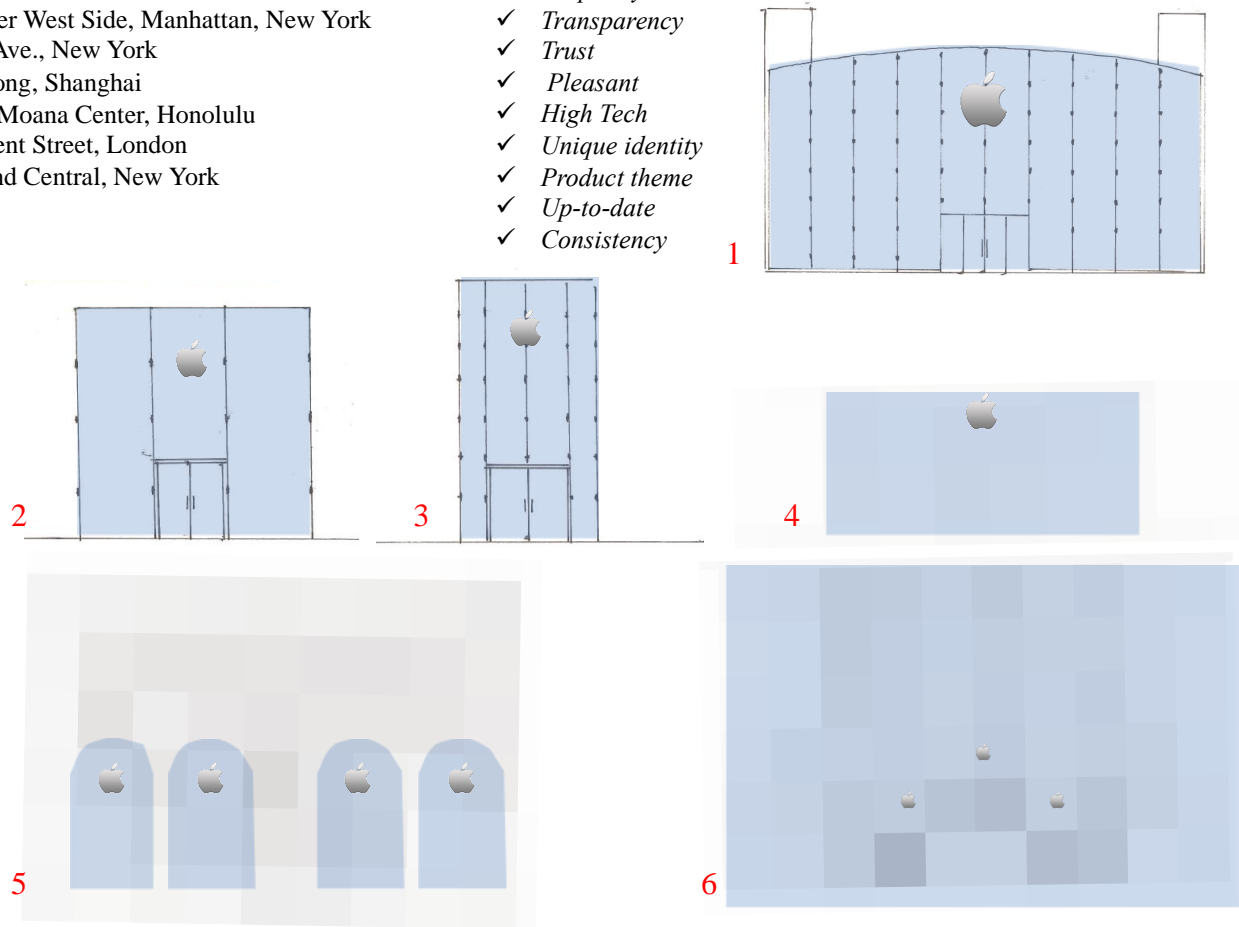 er West Side, Manhattan, New York
Ave., New York
ong, Shanghai
Moana Center, Honolulu
ent Street, London
nd Central, New York
✓ Transparency
✓ Trust
✓ Pleasant
✓ High Tech
✓ Unique identity
✓ Product theme
✓ Up-to-date
✓ Consistency
1
2
3
4
5
6